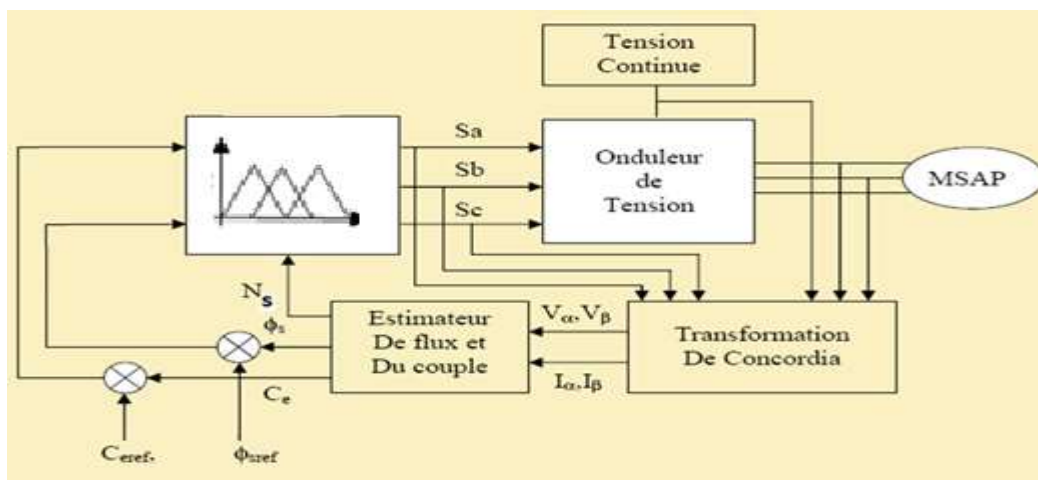 Tension
Continue
Sa
Sb
Sc
Onduleur
de
Tension
MSAP
Ns
ϕs
Estimateur
De flux et
Du couple
Vα,Vβ
Iα,Iβ
Transformation
De Concordia
Ce
Ceref,
ϕsref